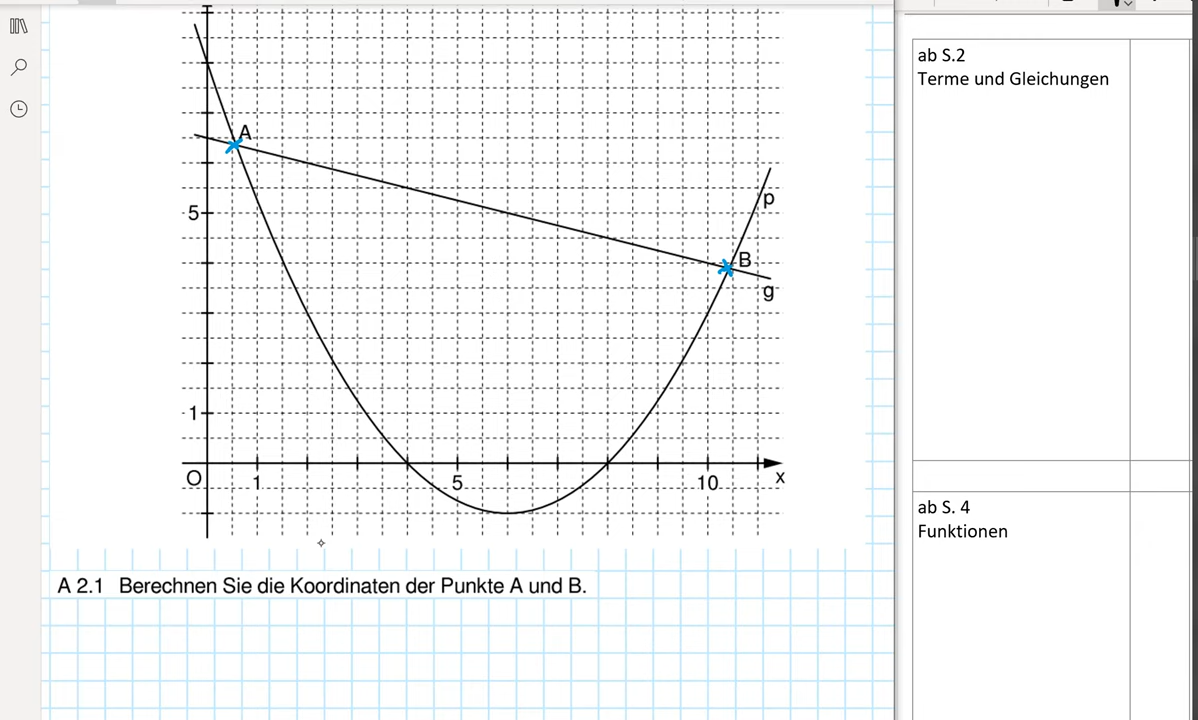 A
5
p
B
g
1
O 1 5 10 x
A 2.1 Berechnen Sie die Koordinaten der Punkte A und B.
ab S.2
Terme und Gleichungen
ab S. 4
Funktionen